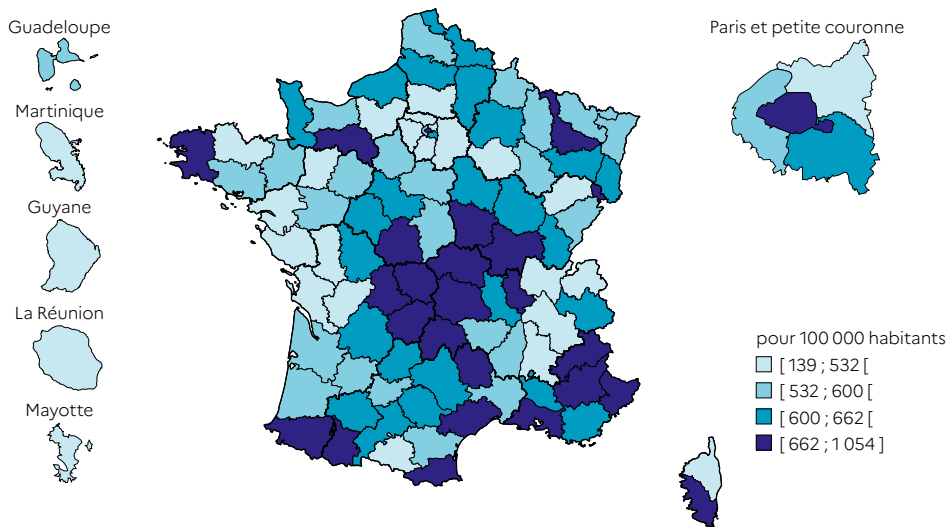 Guadeloupe
Martinique
Guyane
La Réunion
Mayotte
Paris et petite couronne
pour 100 000 habitants
[ 139 ; 532 [
[ 532 ; 600 [
[ 600 ; 662 [
[ 662 ; 1 054 ]